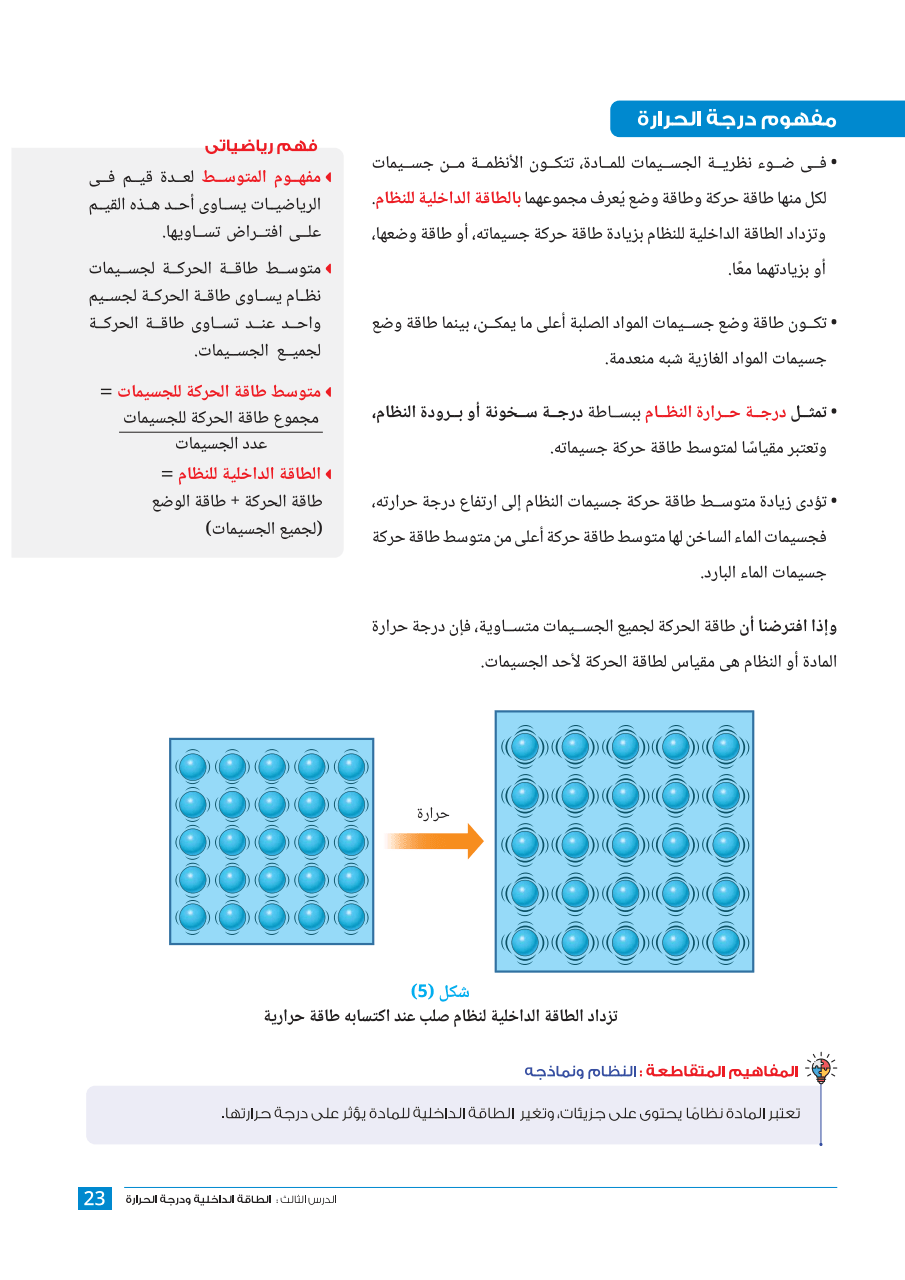 مفهوم درجة الحرارة
• فى ضوء نظرية الجسيمات للمادة، تتكون الأنظمة من جسيمات
لكل منها طاقة حركة وطاقة وضع يُعرف مجموعهما بالطاقة الداخلية للنظام.
وتزداد الطاقة الداخلية للنظام بزيادة طاقة حركة جسيماته، أو طاقة وضعها،
أو بزيادتهما معًا.
• تكون طاقة وضع جسيمات المواد الصلبة أعلى ما يمكن، بينما طاقة وضع
جسيمات المواد الغازية شبه منعدمة.
• تمثل درجة حرارة النظام ببساطة درجة سخونة أو برودة النظام،
وتعتبر مقياسًا لمتوسط طاقة حركة جسيماته.
• تؤدى زيادة متوسط طاقة حركة جسيمات النظام إلى ارتفاع درجة حرارته،
فجسيمات الماء الساخن لها متوسط طاقة حركة أعلى من متوسط طاقة حركة
جسيمات الماء البارد.
وإذا افترضنا أن طاقة الحركة لجميع الجسيمات متساوية، فإن درجة حرارة
المادة أو النظام هى مقياس لطاقة الحركة لأحد الجسيمات.
فهم رياضياتى
مفهوم المتوسط لعدة قيم فى
الرياضيات يساوى أحد هذه القيم
على افتراض تساويها.
متوسط طاقة الحركة لجسيمات
نظام يساوى طاقة الحركة لجسيم
واحد عند تساوى طاقة الحركة
لجميع الجسيمات.
متوسط طاقة الحركة للجسيمات =
مجموع طاقة الحركة للجسيمات
عدد الجسيمات
الطاقة الداخلية للنظام =
طاقة الحركة + طاقة الوضع
(لجميع الجسيمات)
حرارة
شكل (5)
تزداد الطاقة الداخلية لنظام صلب عند اكتسابه طاقة حرارية
المفاهيم المتقاطعة : النظام ونماذجه
تعتبر المادة نظامًا يحتوى على جزيئات، وتغير الطاقة الداخلية للمادة يؤثر على درجة حرارتها.
الدرس الثالث : الطاقة الداخلية ودرجة الحرارة
23